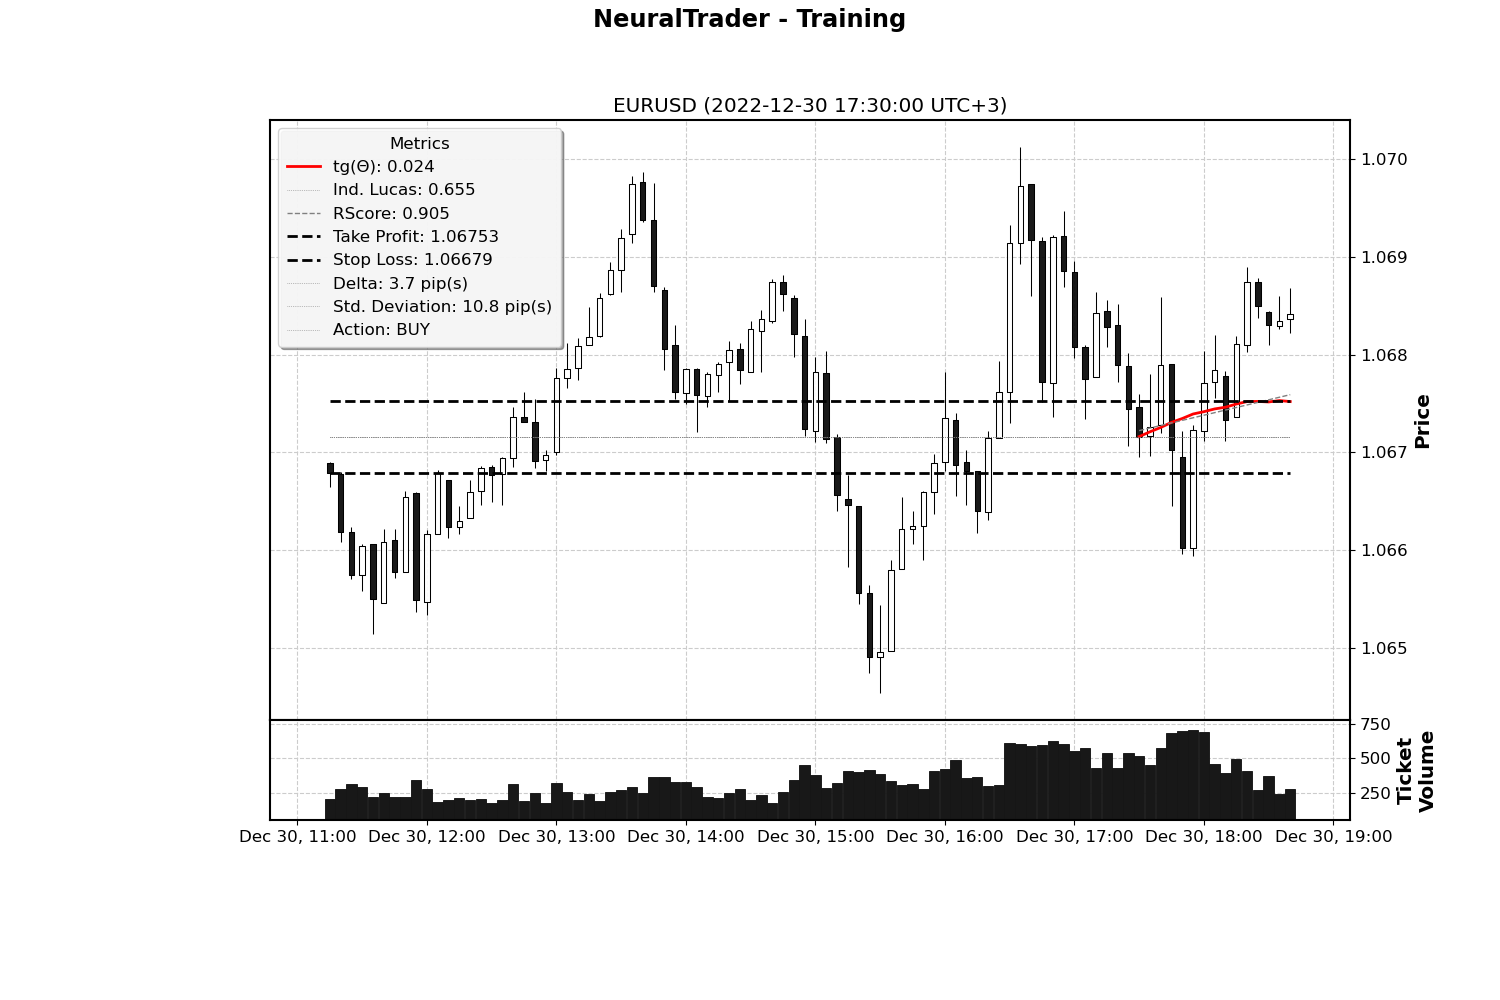 NeuralTrader - Training
EURUSD (2022-12-30 17:30:00 UTC+3)
Metrics
tg(Θ): 0.024
Ind. Lucas: 0.655
RScore: 0.905
Take Profit: 1.06753
Stop Loss: 1.06679
Delta: 3.7 pip(s)
Std. Deviation: 10.8 pip(s)
Action: BUY
1.070
1.069
1.068
1.067
1.066
1.065
Price
750
500
250
Ticket
Volume
Dec 30, 11:00 Dec 30, 12:00 Dec 30, 13:00 Dec 30, 14:00 Dec 30, 15:00 Dec 30, 16:00 Dec 30, 17:00 Dec 30, 18:00 Dec 30, 19:00